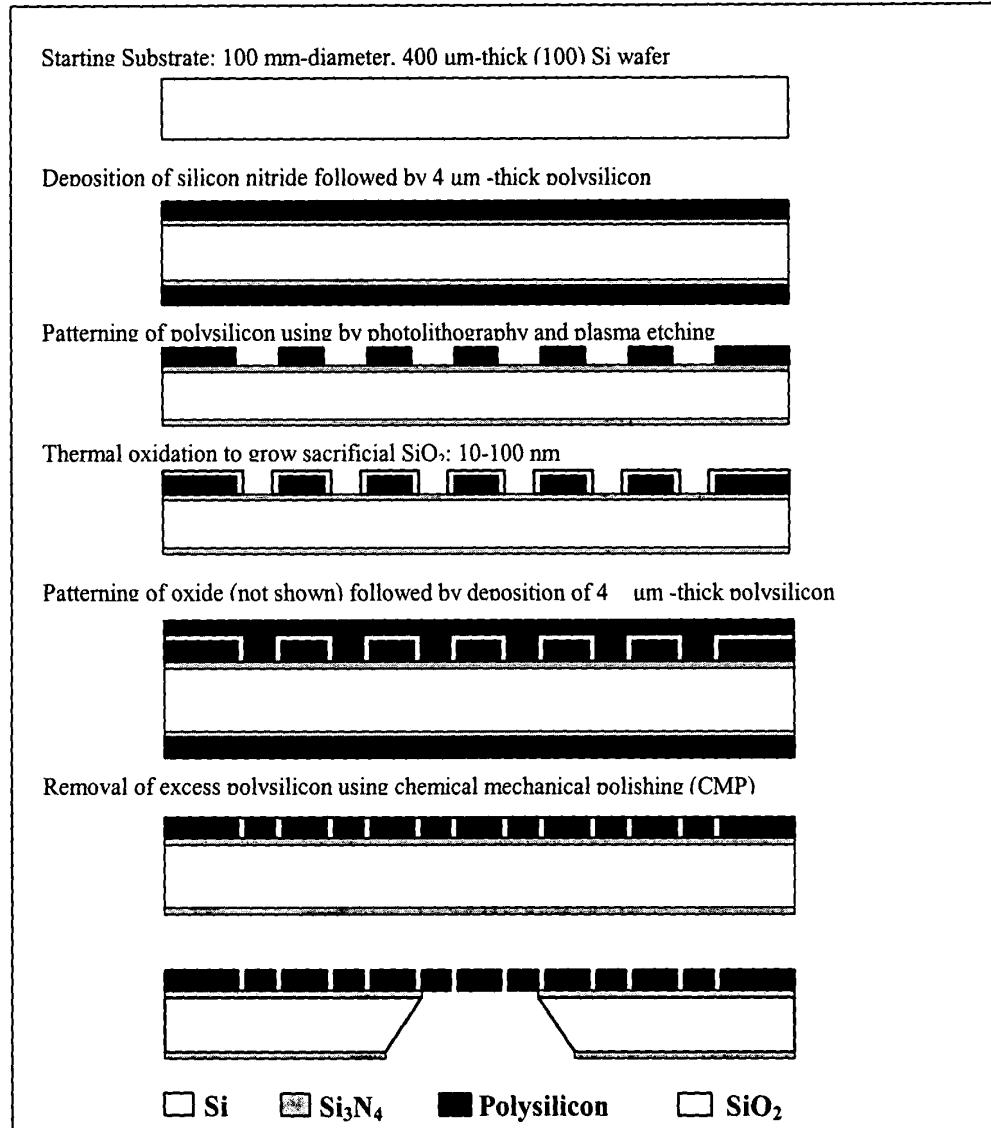 Starting Substrate: 100 mm-diameter, 400 um-thick (100) Si wafer
Deposition of silicon nitride followed by 4 um -thick polysilicon
Patterning of polysilicon using by photolithography and plasma etching
Thermal oxidation to grow sacrificial SiO₂: 10-100 nm
Patterning of oxide (not shown) followed by deposition of 4 um -thick polysilicon
Removal of excess polysilicon using chemical mechanical polishing (CMP)
Si Si₃N₄ Polysilicon SiO₂